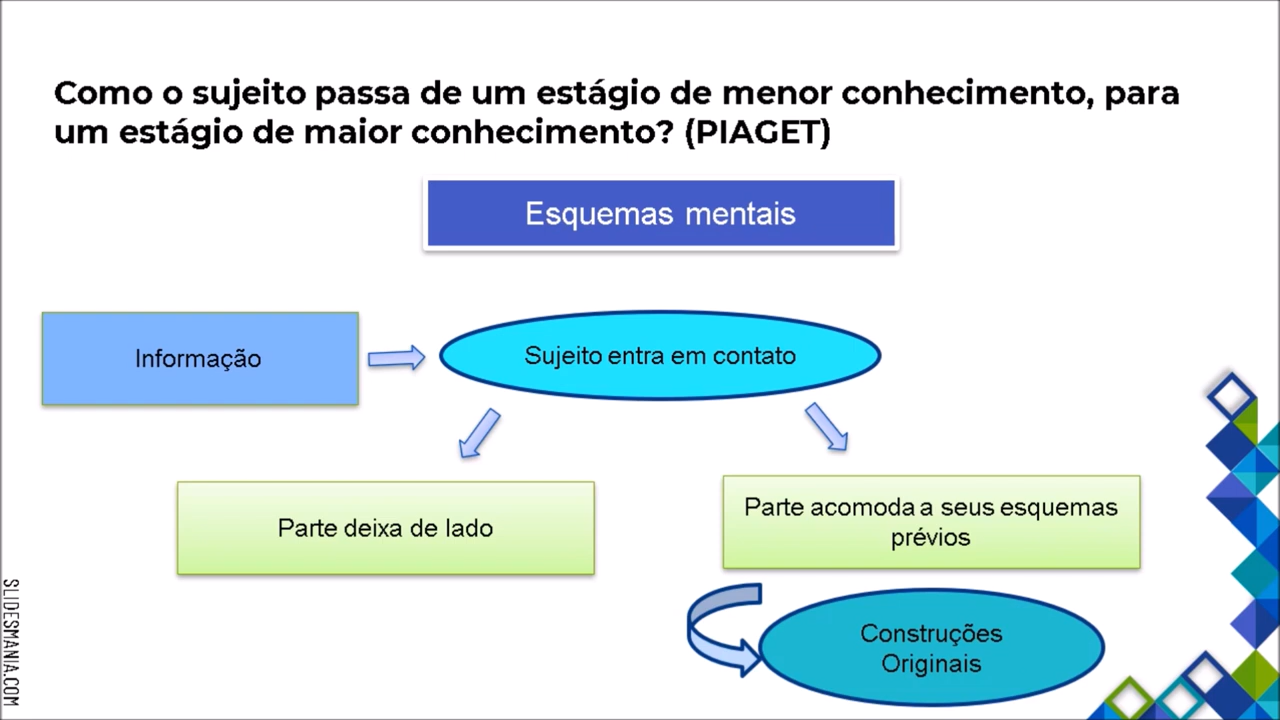 Como o sujeito passa de um estágio de menor conhecimento, para
um estágio de maior conhecimento? (PIAGET)
Esquemas mentais
Informação
Sujeito entra em contato
Parte deixa de lado
Parte acomoda a seus esquemas
prévios
Construções
Originais
SLIDESMANIA.COM